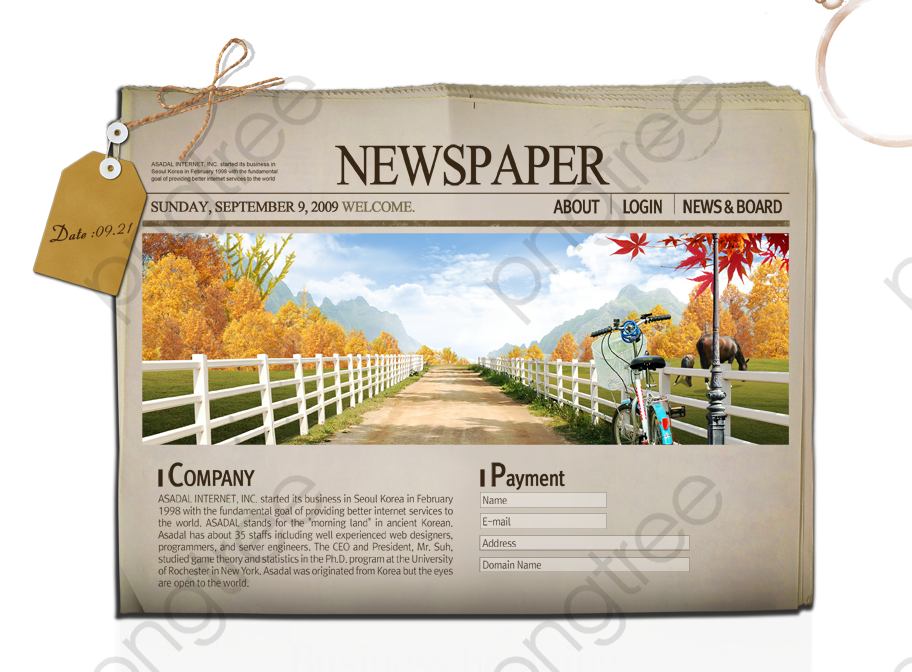 ASADAL INTERNET, INC. started its business in
Seoul Korea in February 1998 with the fundamental
goal of providing better internet services to the world
NEWSPAPER
SUNDAY, SEPTEMBER 9, 2009 WELCOME.
ABOUT
LOGIN
NEWS & BOARD
Date :09.21
COMPANY
ASADAL INTERNET, INC. started its business in Seoul Korea in February
1998 with the fundamental goal of providing better internet services to
the world. ASADAL stands for the "morning land" in ancient Korean.
Asadal has about 35 staffs including well experienced web designers,
programmers, and server engineers. The CEO and President, Mr. Suh,
studied game theory and statistics in the Ph.D. program at the University
of Rochester in New York. Asadal was originated from Korea but the eyes
are open to the world.
Payment
Name
E-mail
Address
Domain Name
pngtree
pngtree
pngtree
pngtree
pngtree
pngtree